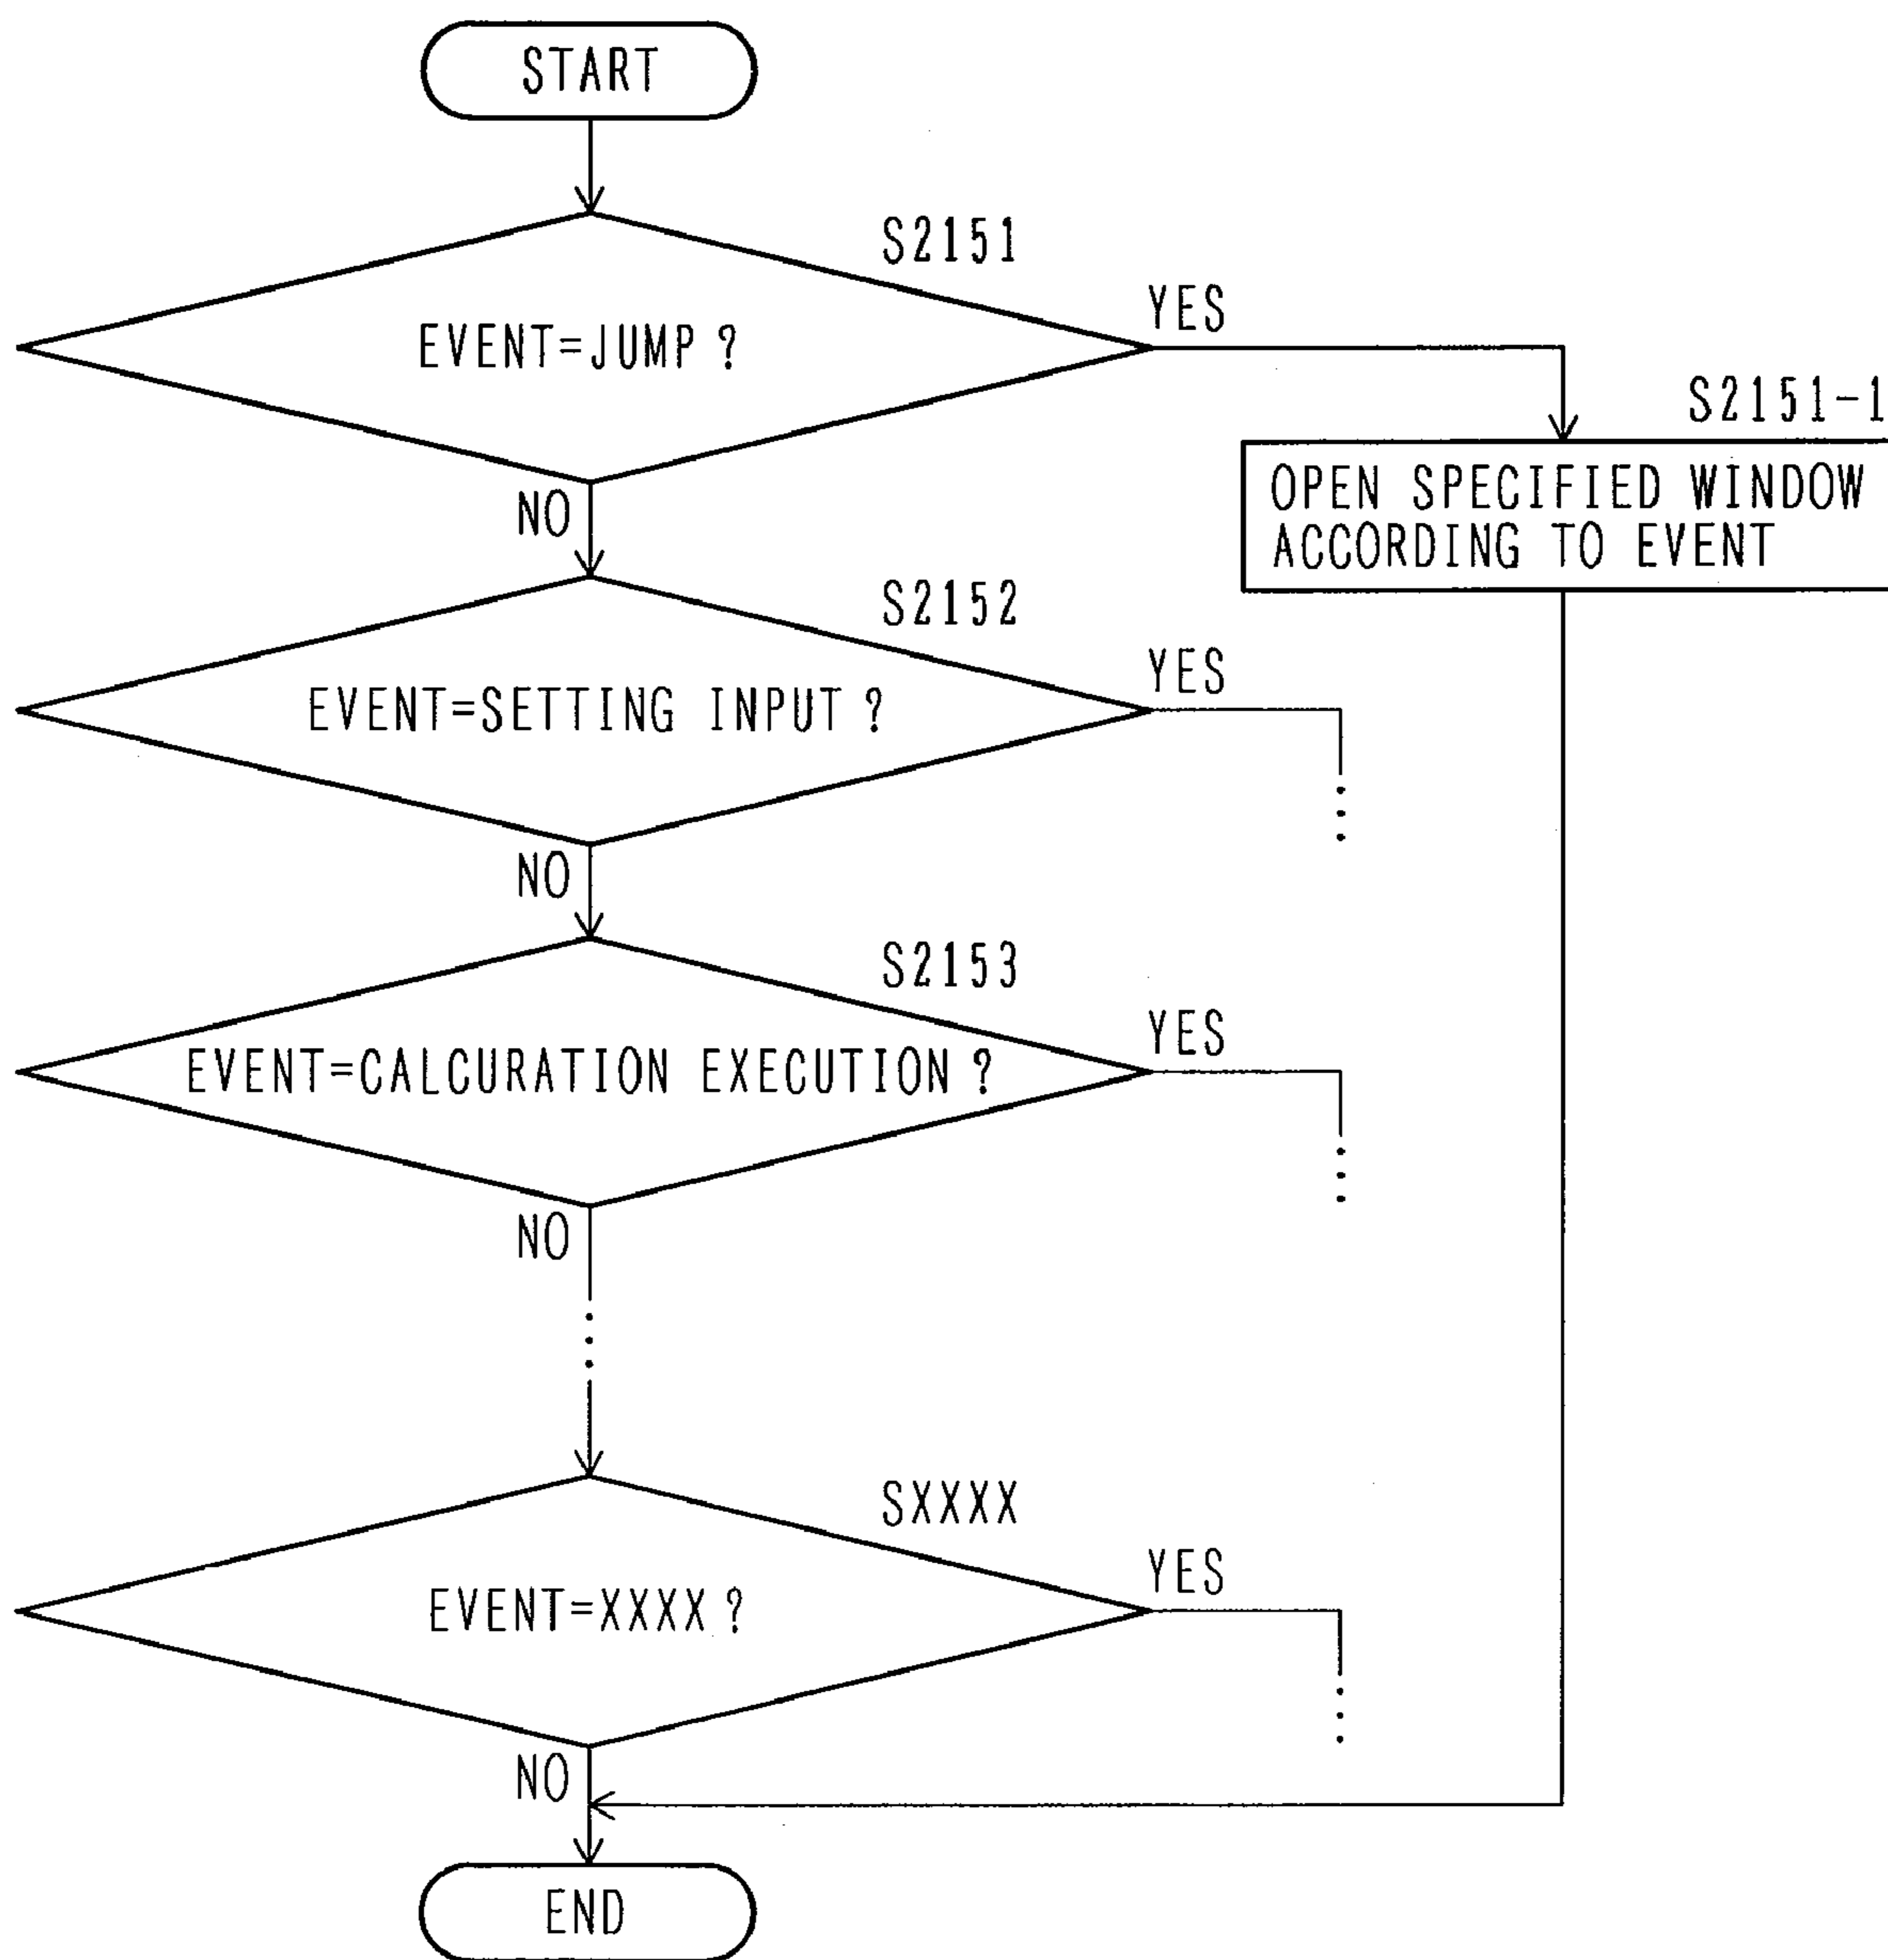 START
S2151
EVENT=JUMP ?
YES
S2151-1
OPEN SPECIFIED WINDOW
ACCORDING TO EVENT
NO
S2152
EVENT=SETTING INPUT ?
YES
NO
S2153
EVENT=CALCURATION EXECUTION ?
YES
NO
SXXXX
EVENT=XXXX ?
YES
NO
END